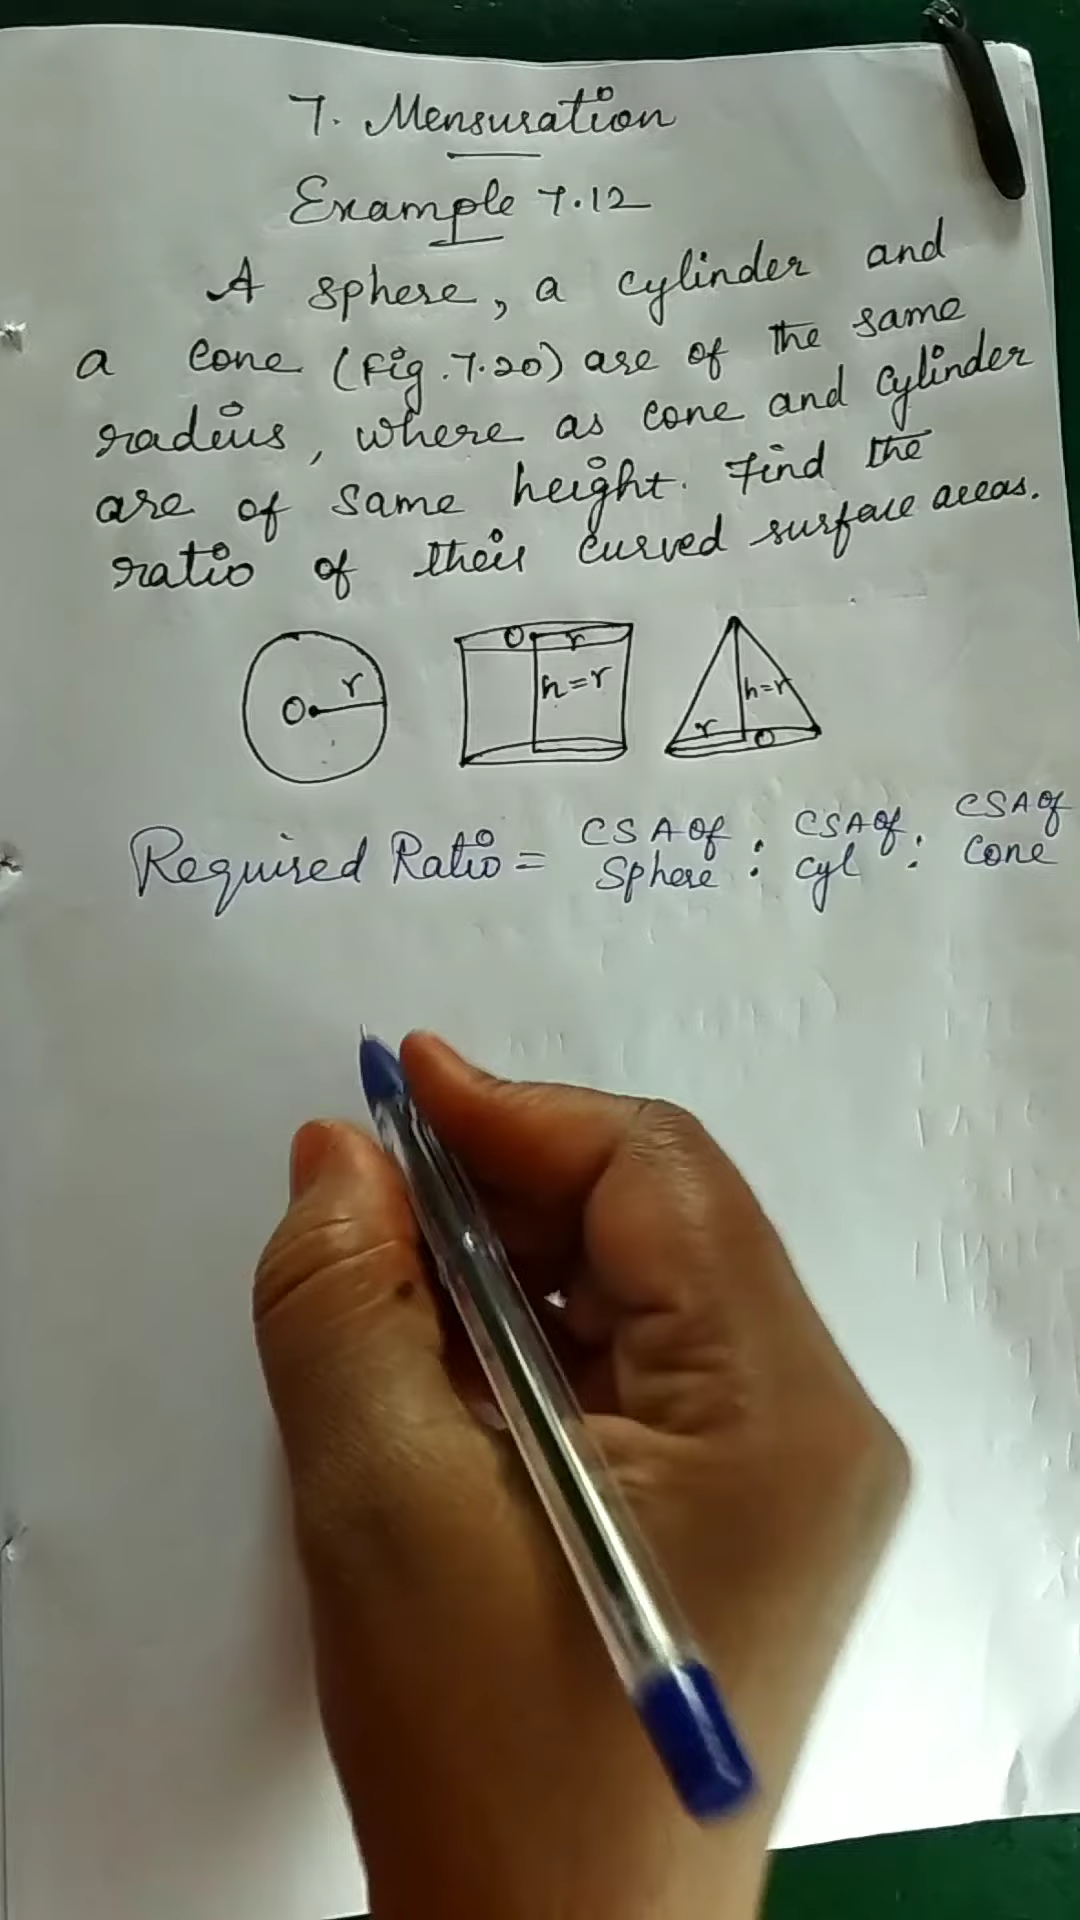 7. Mensuration
Example 7.12
A sphere, a cylinder and
a cone (Fig. 7.20) are of the same
radius, where as cone and cylinder
are of same height. Find the
ratio of their curved surface areas.
O r
O r
h=r
h=r
r O
Required Ratio = CSA of Sphere : CSA of cyl : CSA of Cone